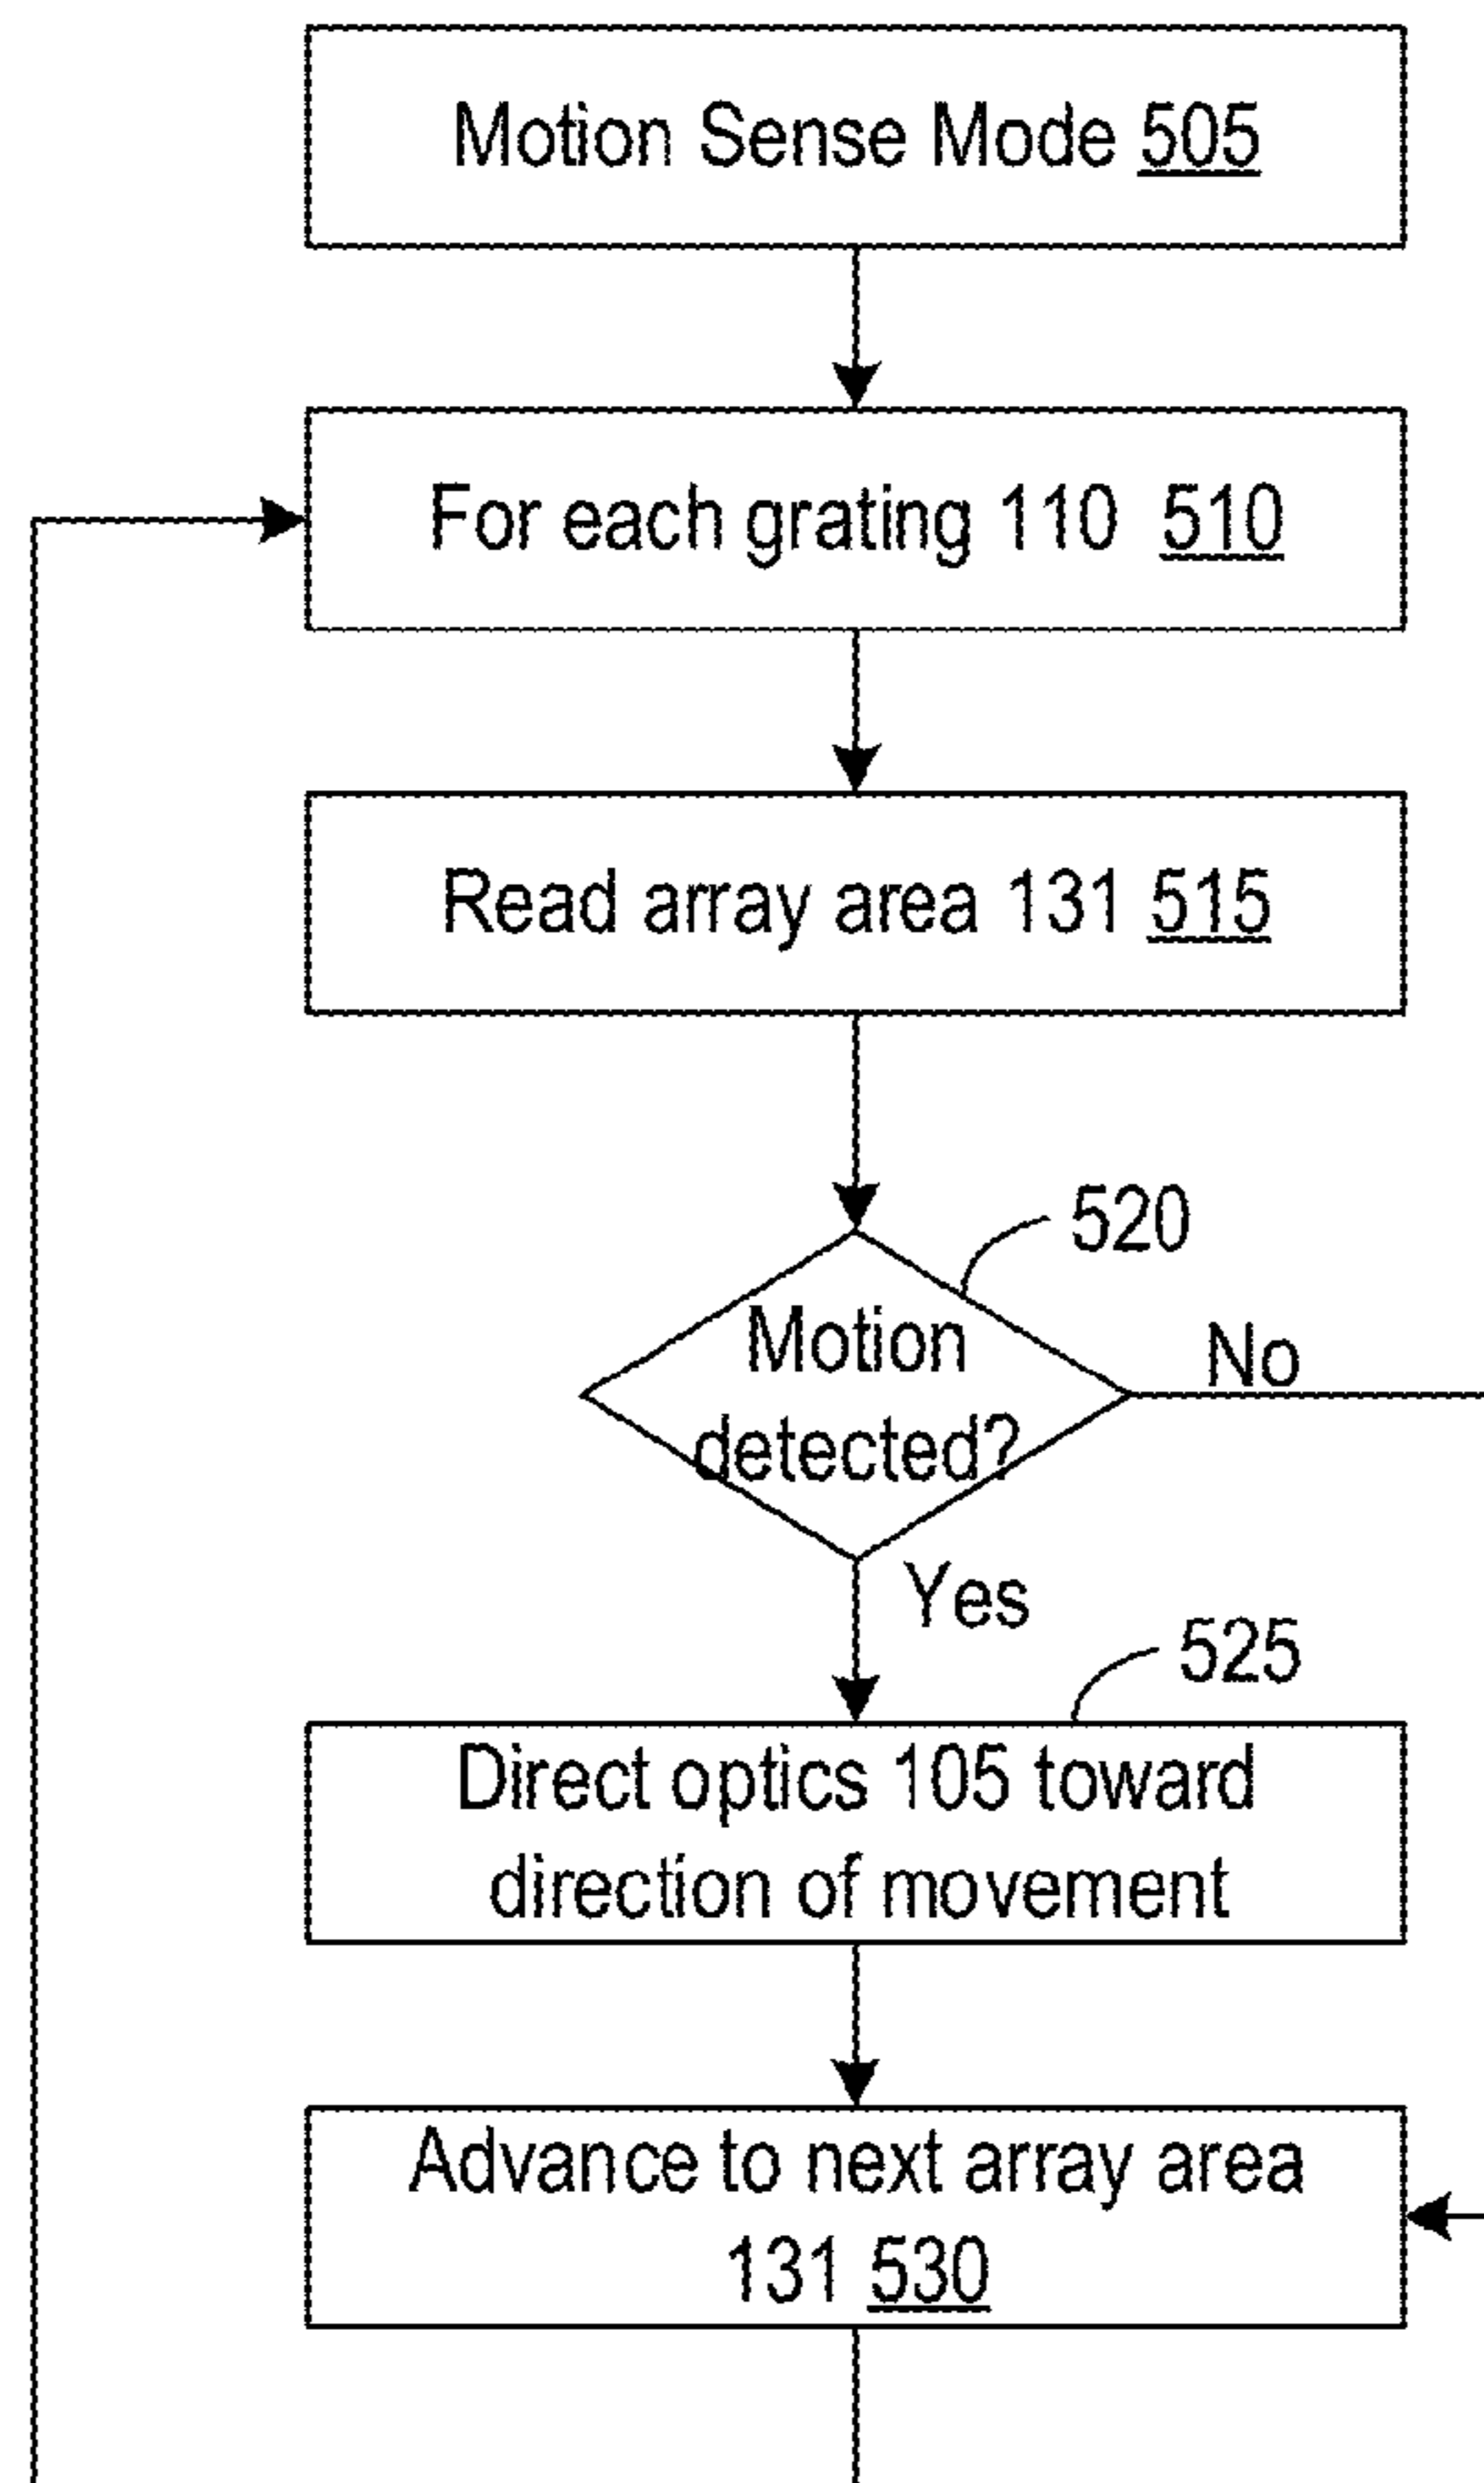 Motion Sense Mode 505
For each grating 110 510
Read array area 131 515
520
Motion
detected?
No
Yes
525
Direct optics 105 toward
direction of movement
Advance to next array area
131 530